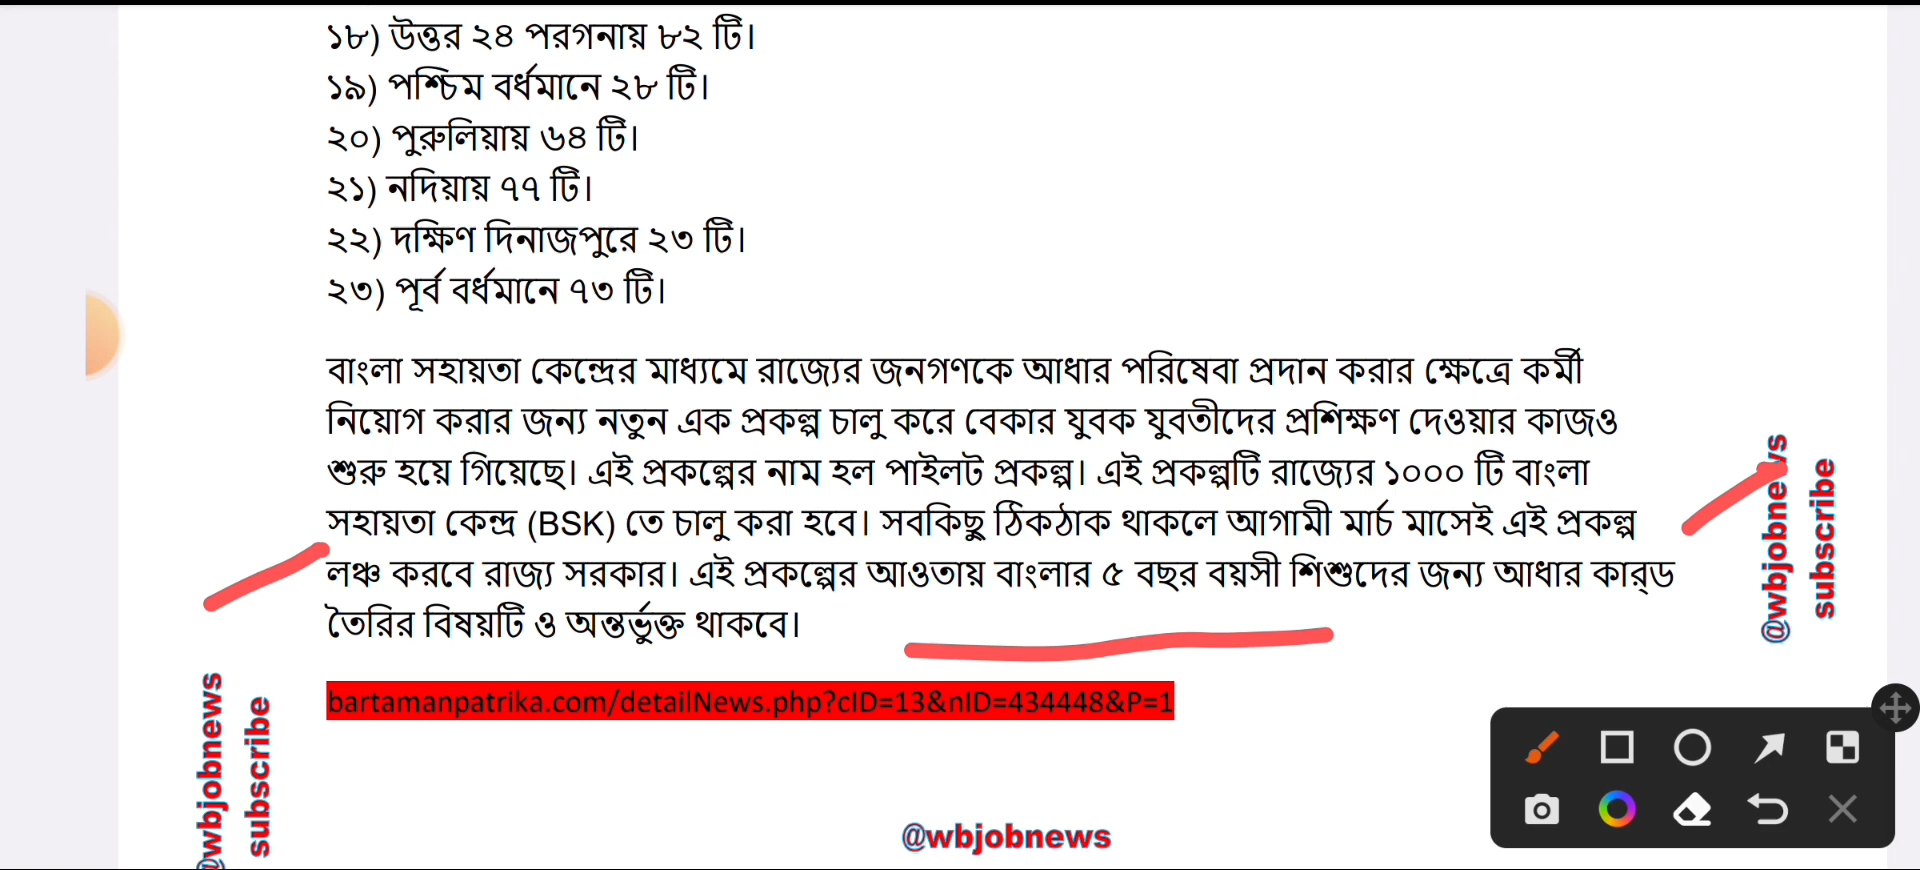 ১৮) উত্তর ২৪ পরগনায় ৮২ টি।
১৯) পশ্চিম বর্ধমানে ২৮ টি।
২০) পুরুলিয়ায় ৬৪ টি।
২১) নদিয়ায় ৭৭ টি।
২২) দক্ষিণ দিনাজপুরে ২৩ টি।
২৩) পূর্ব বর্ধমানে ৭৩ টি।
বাংলা সহায়তা কেন্দ্রের মাধ্যমে রাজ্যের জনগণকে আধার পরিষেবা প্রদান করার ক্ষেত্রে কর্মী
নিয়োগ করার জন্য নতুন এক প্রকল্প চালু করে বেকার যুবক যুবতীদের প্রশিক্ষণ দেওয়ার কাজও
শুরু হয়ে গিয়েছে। এই প্রকল্পের নাম হল পাইলট প্রকল্প। এই প্রকল্পটি রাজ্যের ১০০০ টি বাংলা
সহায়তা কেন্দ্র (BSK) তে চালু করা হবে। সবকিছু ঠিকঠাক থাকলে আগামী মার্চ মাসেই এই প্রকল্প
লঞ্চ করবে রাজ্য সরকার। এই প্রকল্পের আওতায় বাংলার ৫ বছর বয়সী শিশুদের জন্য আধার কার্ড
তৈরির বিষয়টি ও অন্তর্ভুক্ত থাকবে।
bartamanpatrika.com/detailNews.php?cID=13&nID=434448&P=1
@wbjobnews
subscribe
@wbjobnews
subscribe
@wbjobnews